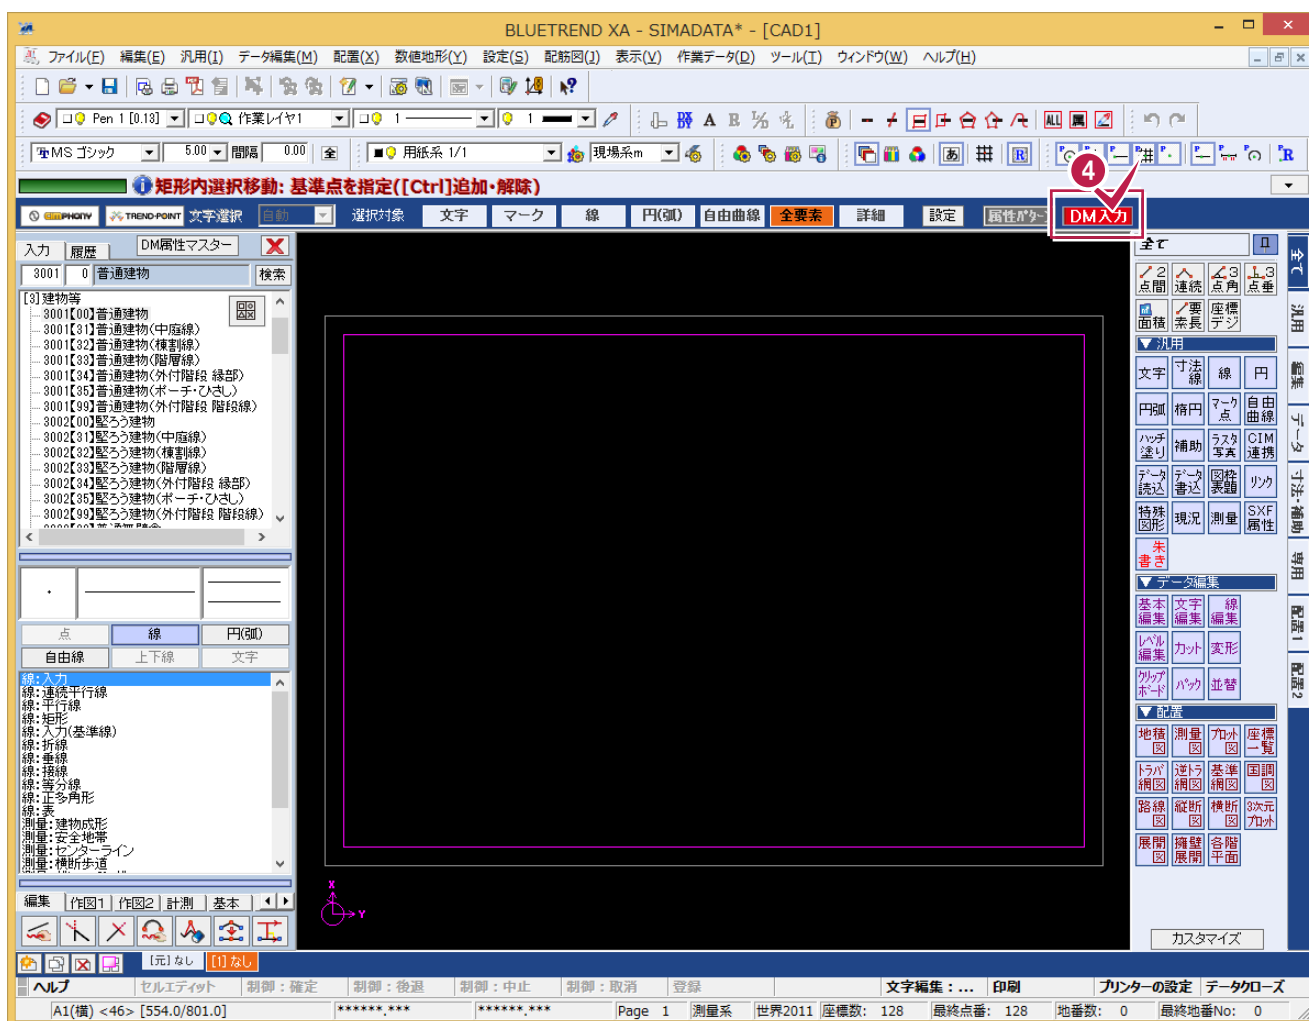 BLUETREND XA - SIMADATA* - [CAD1]
ファイル(F) 編集(E) 汎用(I) データ編集(M) 配置(X) 数値地形(Y) 設定(S) 配筋図(J) 表示(V) 作業データ(D) ツール(T) ウィンドウ(W) ヘルプ(H)
Pen 1 [0.13] 作業レイヤ1 1 1
MS ゴシック 5.00 間隔 0.00 全 用紙系 1/1 現場系m
矩形内選択移動: 基準点を指定([Ctrl]追加・解除)
4
GIMPHONY TREND-POINT 文字選択 自動 選択対象 文字 マーク 線 円(弧) 自由曲線 全要素 詳細 設定 属性パターン DM入力
入力 履歴 DM属性マスター
3001 0 普通建物 検索
[3]建物等
3001【00】普通建物
3001【31】普通建物(中庭線)
3001【32】普通建物(棟割線)
3001【33】普通建物(階層線)
3001【34】普通建物(外付階段 縁部)
3001【35】普通建物(ポーチ・ひさし)
3001【99】普通建物(外付階段 階段線)
3002【00】堅ろう建物
3002【31】堅ろう建物(中庭線)
3002【32】堅ろう建物(棟割線)
3002【33】堅ろう建物(階層線)
3002【34】堅ろう建物(外付階段 縁部)
3002【35】堅ろう建物(ポーチ・ひさし)
3002【99】堅ろう建物(外付階段 階段線)
点 線 円(弧)
自由線 上下線 文字
線:入力
線:連続平行線
線:平行線
線:矩形
線:入力(基準線)
線:折線
線:垂線
線:接線
線:等分線
線:正多角形
線:表
測量:建物成形
測量:安全地帯
測量:センターライン
測量:横断歩道
編集 作図1 作図2 計測 基本
X
Y
全て
2点間 連続 3点角 3点垂
面積 要素長 座標デジ
▼ 汎用
文字 寸法線 線 円
円弧 楕円 マーク点 自由曲線
ハッチ塗り 補助 ラスタ写真 CIM連携
データ読込 データ書込 図枠表題 リンク
特殊図形 現況 測量 SXF属性
朱書き
▼ データ編集
基本編集 文字編集 線編集
レベル編集 カット 変形
クリップボード パック 並替
▼ 配置
地積図 測量図 プロット図 座標一覧
トラバ網図 逆トラ網図 基準網図 国調図
路線図 縦断図 横断図 3次元プロット
展開図 擁壁展開 各階平面
カスタマイズ
全て
汎用
編集
データ
寸法・補助
専用
配置1
配置2
[元]なし [1]なし
ヘルプ セルエディット 制御:確定 制御:後退 制御:中止 制御:取消 登録 文字編集:... 印刷 プリンターの設定 データクローズ
A1(横) <46> [554.0/801.0] ******.*** ******.*** Page 1 測量系 世界2011 座標数: 128 最終点番: 128 地番数: 0 最終地番No: 0